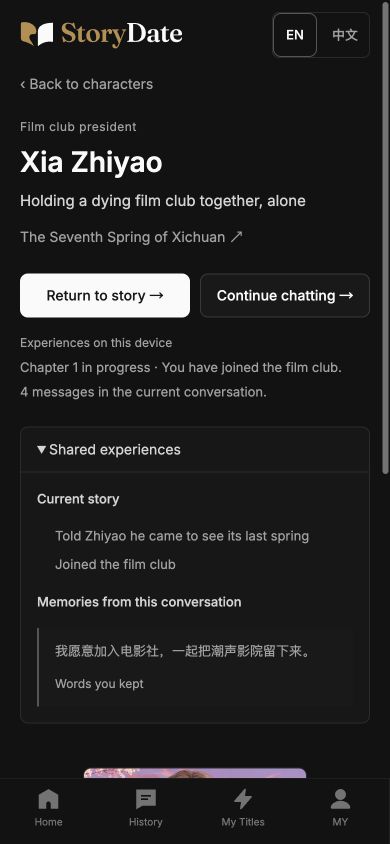 StoryDate
EN
中文
‹ Back to characters
Film club president
Xia Zhiyao
Holding a dying film club together, alone
The Seventh Spring of Xichuan ↗
Return to story →
Continue chatting →
Experiences on this device
Chapter 1 in progress · You have joined the film club.
4 messages in the current conversation.
▼ Shared experiences
Current story
Told Zhiyao he came to see its last spring
Joined the film club
Memories from this conversation
我愿意加入电影社，一起把潮声影院留下来。
Words you kept
Home
History
My Titles
MY